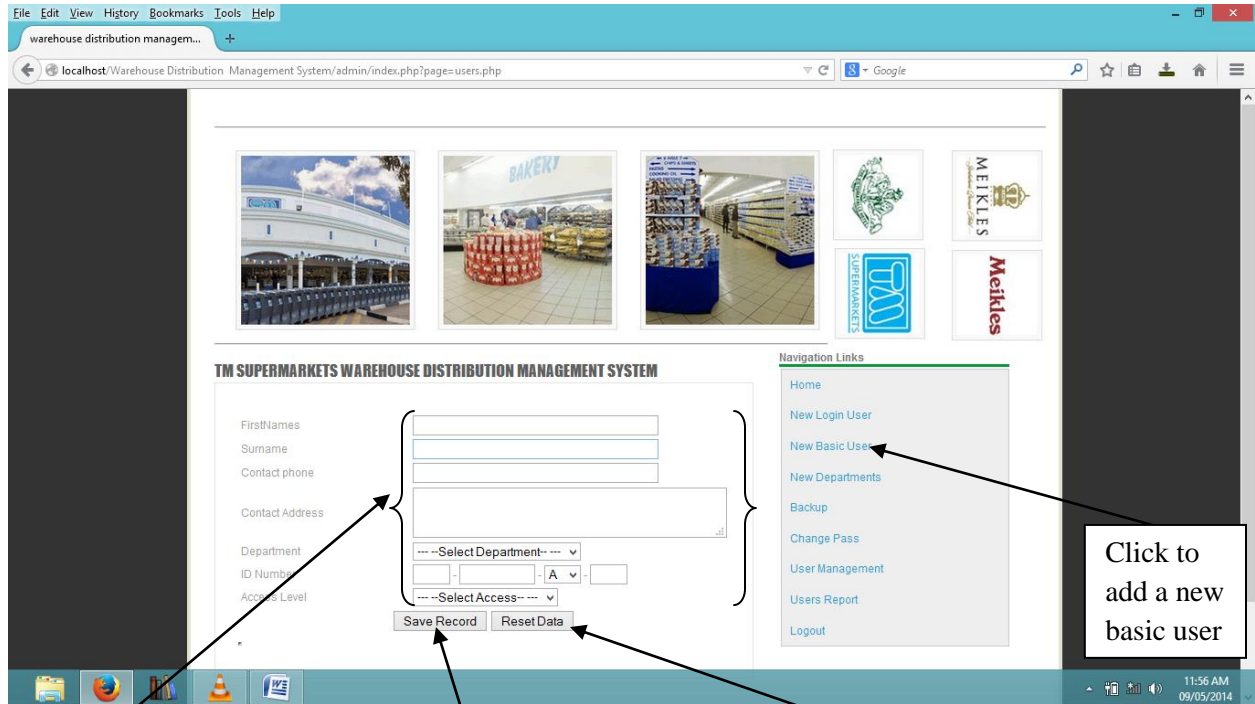 File Edit View History Bookmarks Tools Help
warehouse distribution managem...
localhost/Warehouse Distribution Management System/admin/index.php?page=users.php
Google
BAKERY
MEIKLES
TM
SUPERMARKETS
Meikles
TM SUPERMARKETS WAREHOUSE DISTRIBUTION MANAGEMENT SYSTEM
FirstNames
Surname
Contact phone
Contact Address
Department
--- --Select Department-- ---
ID Number
- - A -
Access Level
--- --Select Access-- ---
Save Record Reset Data
Navigation Links
Home
New Login User
New Basic User
New Departments
Backup
Change Pass
User Management
Users Report
Logout
Click to
add a new
basic user
11:56 AM
09/05/2014